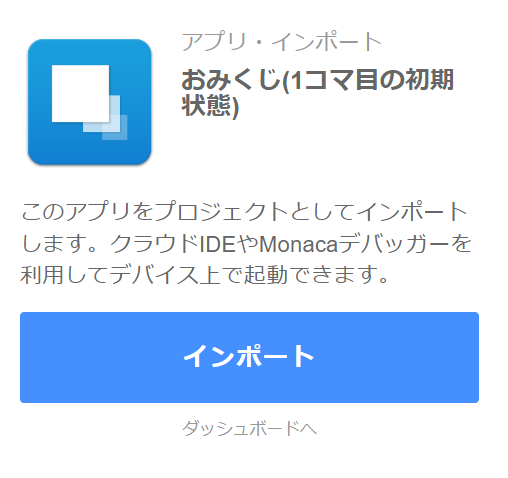 アプリ・インポート
おみくじ(1コマ目の初期
状態)
このアプリをプロジェクトとしてインポート
します。クラウドIDEやMonacaデバッガーを
利用してデバイス上で起動できます。
インポート
ダッシュボードへ